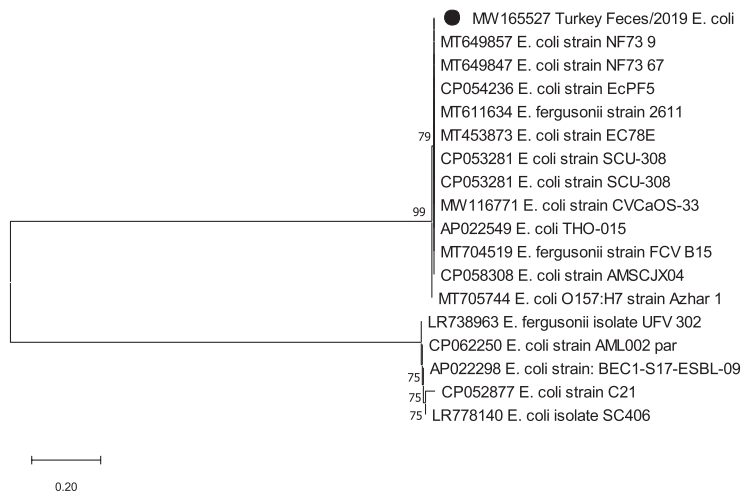 MW165527 Turkey Feces/2019 E. coli
MT649857 E. coli strain NF73 9
MT649847 E. coli strain NF73 67
CP054236 E. coli strain EcPF5
MT611634 E. fergusonii strain 2611
79
MT453873 E. coli strain EC78E
CP053281 E coli strain SCU-308
CP053281 E. coli strain SCU-308
99
MW116771 E. coli strain CVCaOS-33
AP022549 E. coli THO-015
MT704519 E. fergusonii strain FCV B15
CP058308 E. coli strain AMSCJX04
MT705744 E. coli O157:H7 strain Azhar 1
LR738963 E. fergusonii isolate UFV 302
CP062250 E. coli strain AML002 par
AP022298 E. coli strain: BEC1-S17-ESBL-09
75
CP052877 E. coli strain C21
75
75
LR778140 E. coli isolate SC406
0.20